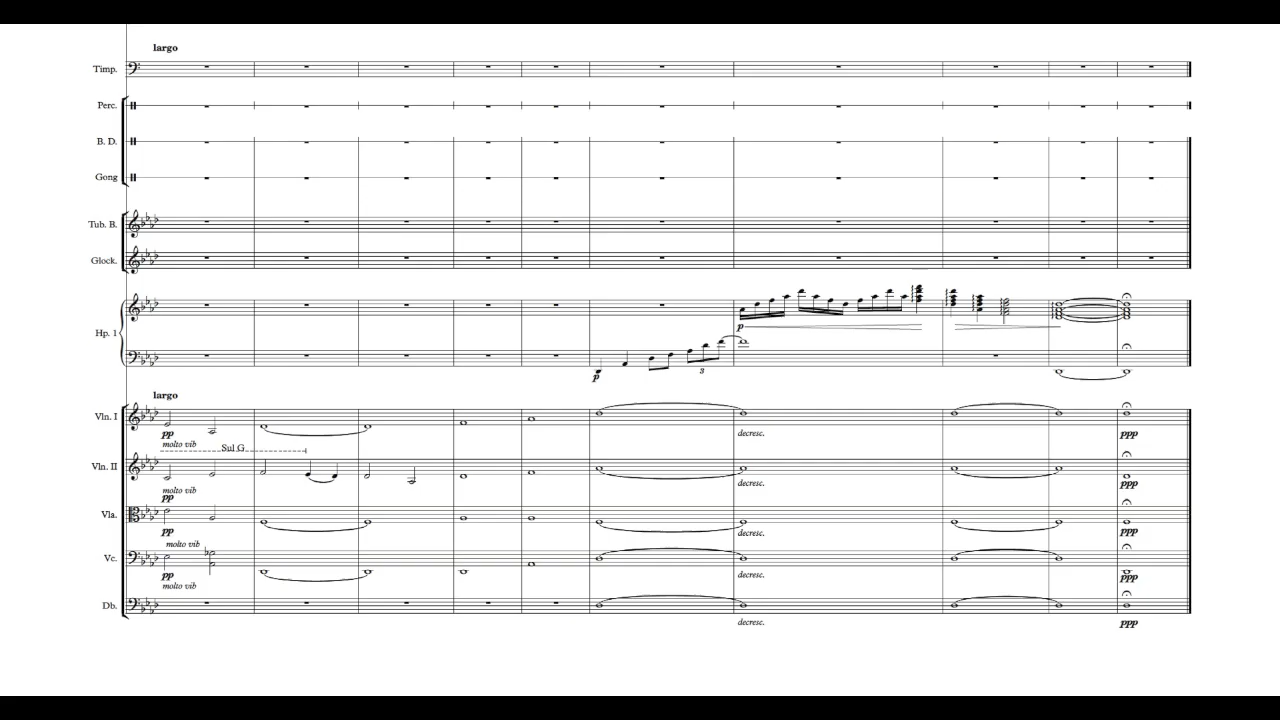 largo
Timp.
Perc.
B. D.
Gong
Tub. B.
Glock.
Hp. 1
p
p
3
largo
Vln. I
pp
decresc.
ppp
molto vib
Sul G
Vln. II
molto vib
decresc.
ppp
pp
Vla.
pp
decresc.
ppp
molto vib
Vc.
pp
decresc.
ppp
molto vib
Db.
decresc.
ppp